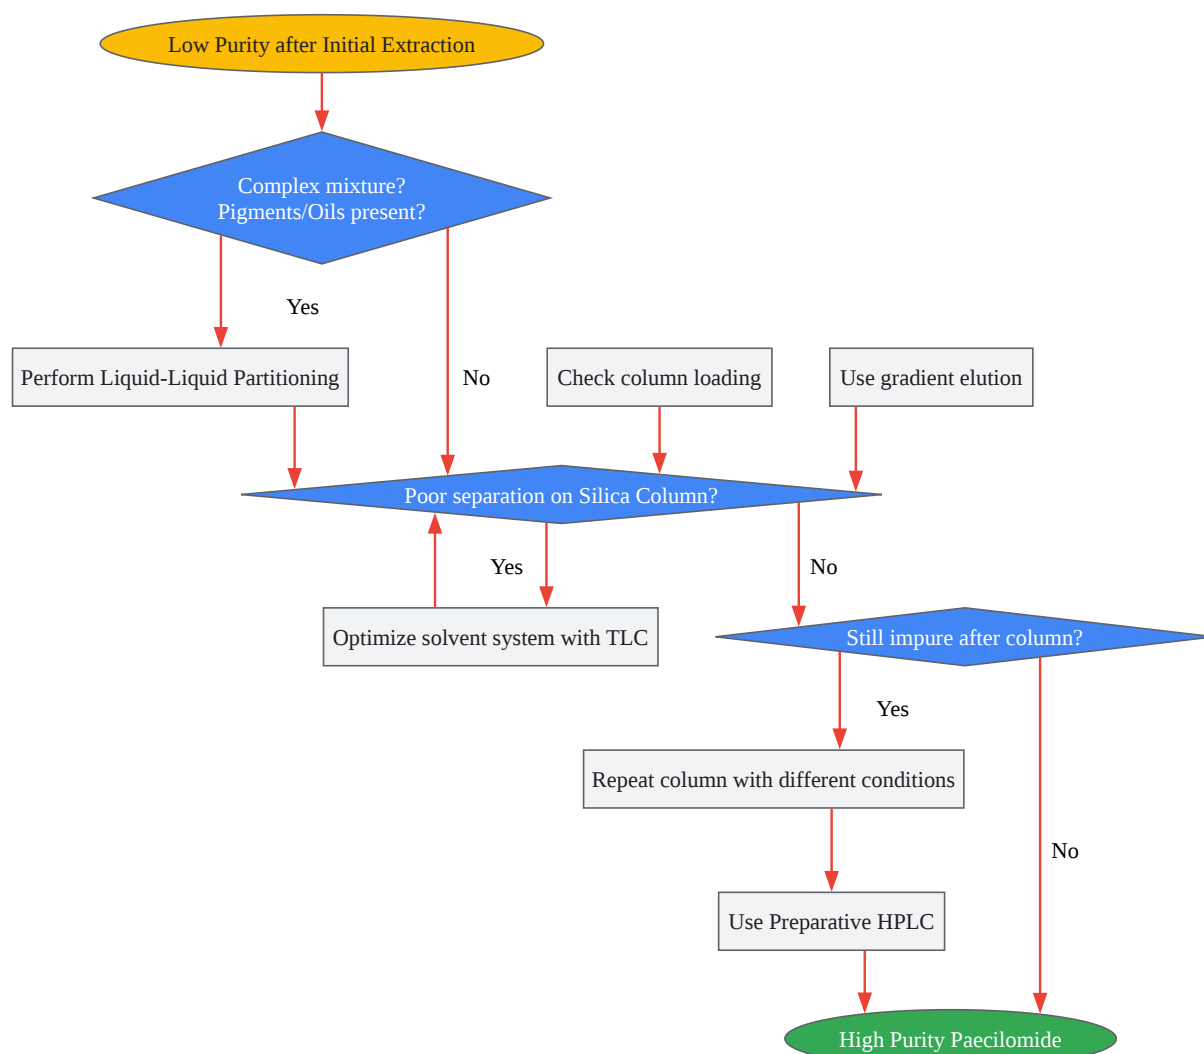 Low Purity after Initial Extraction
Complex mixture?
Pigments/Oils present?
Yes
Perform Liquid-Liquid Partitioning
No
Check column loading
Use gradient elution
Poor separation on Silica Column?
Yes
No
Optimize solvent system with TLC
Still impure after column?
Yes
Repeat column with different conditions
No
Use Preparative HPLC
High Purity Paecilomide